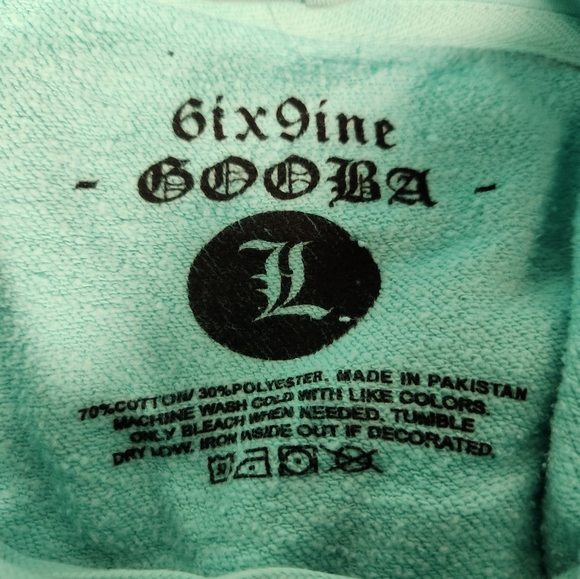 6ix9ine
- GOOBA -
L
70%COTTON/ 30%POLYESTER. MADE IN PAKISTAN
MACHINE WASH COLD WITH LIKE COLORS.
ONLY BLEACH WHEN NEEDED. TUMBLE
DRY LOW. IRON INSIDE OUT IF DECORATED.